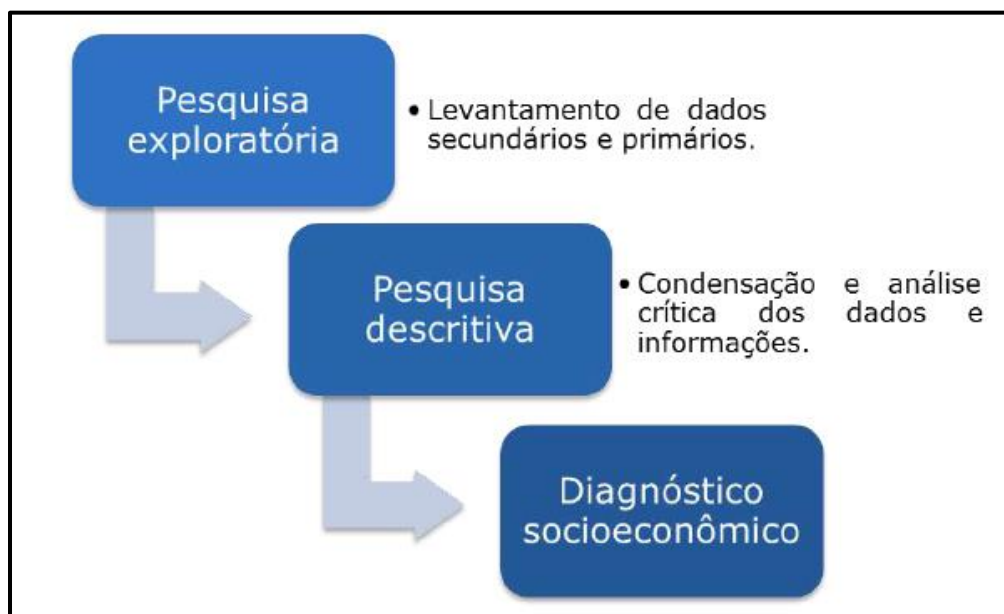 Pesquisa
exploratória
• Levantamento de dados
secundários e primários.
Pesquisa
descritiva
• Condensação e análise
crítica dos dados e
informações.
Diagnóstico
socioeconômico